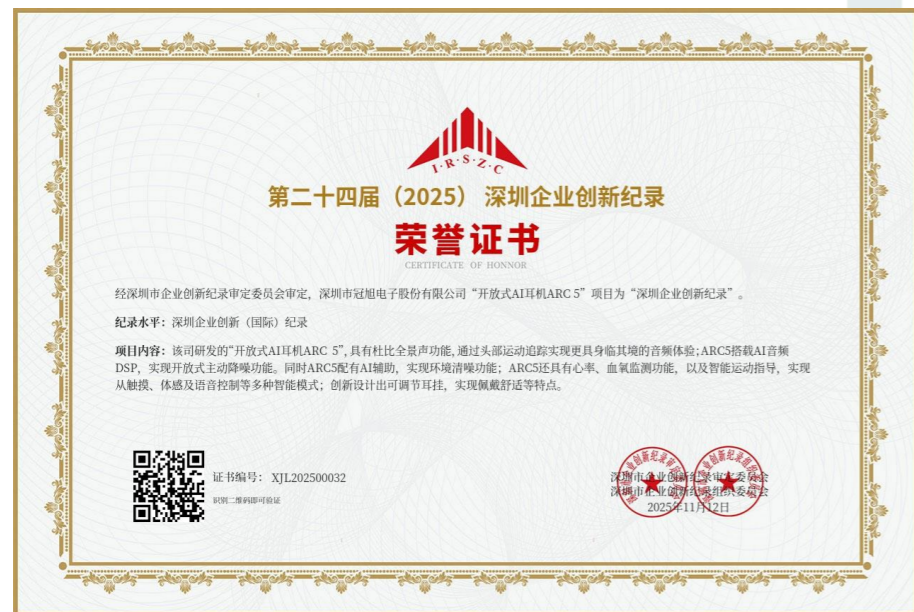 I·R·S·Z·C
第二十四届（2025） 深圳企业创新纪录
荣誉证书
CERTIFICATE OF HONNOR
经深圳市企业创新纪录审定委员会审定，深圳市冠旭电子股份有限公司“开放式AI耳机ARC 5”项目为“深圳企业创新纪录”。
纪录水平：深圳企业创新（国际）纪录
项目内容：该司研发的“开放式AI耳机ARC 5”, 具有杜比全景声功能, 通过头部运动追踪实现更具身临其境的音频体验; ARC5搭载AI音频
DSP，实现开放式主动降噪功能。同时ARC5配有AI辅助，实现环境清噪功能；ARC5还具有心率、血氧监测功能，以及智能运动指导，实现
从触摸、体感及语音控制等多种智能模式；创新设计出可调节耳挂，实现佩戴舒适等特点。
证书编号： XJL202500032
识别二维码即可验证
深圳市企业创新纪录审定委员会
深圳市企业创新纪录组织委员会
2025年11月12日